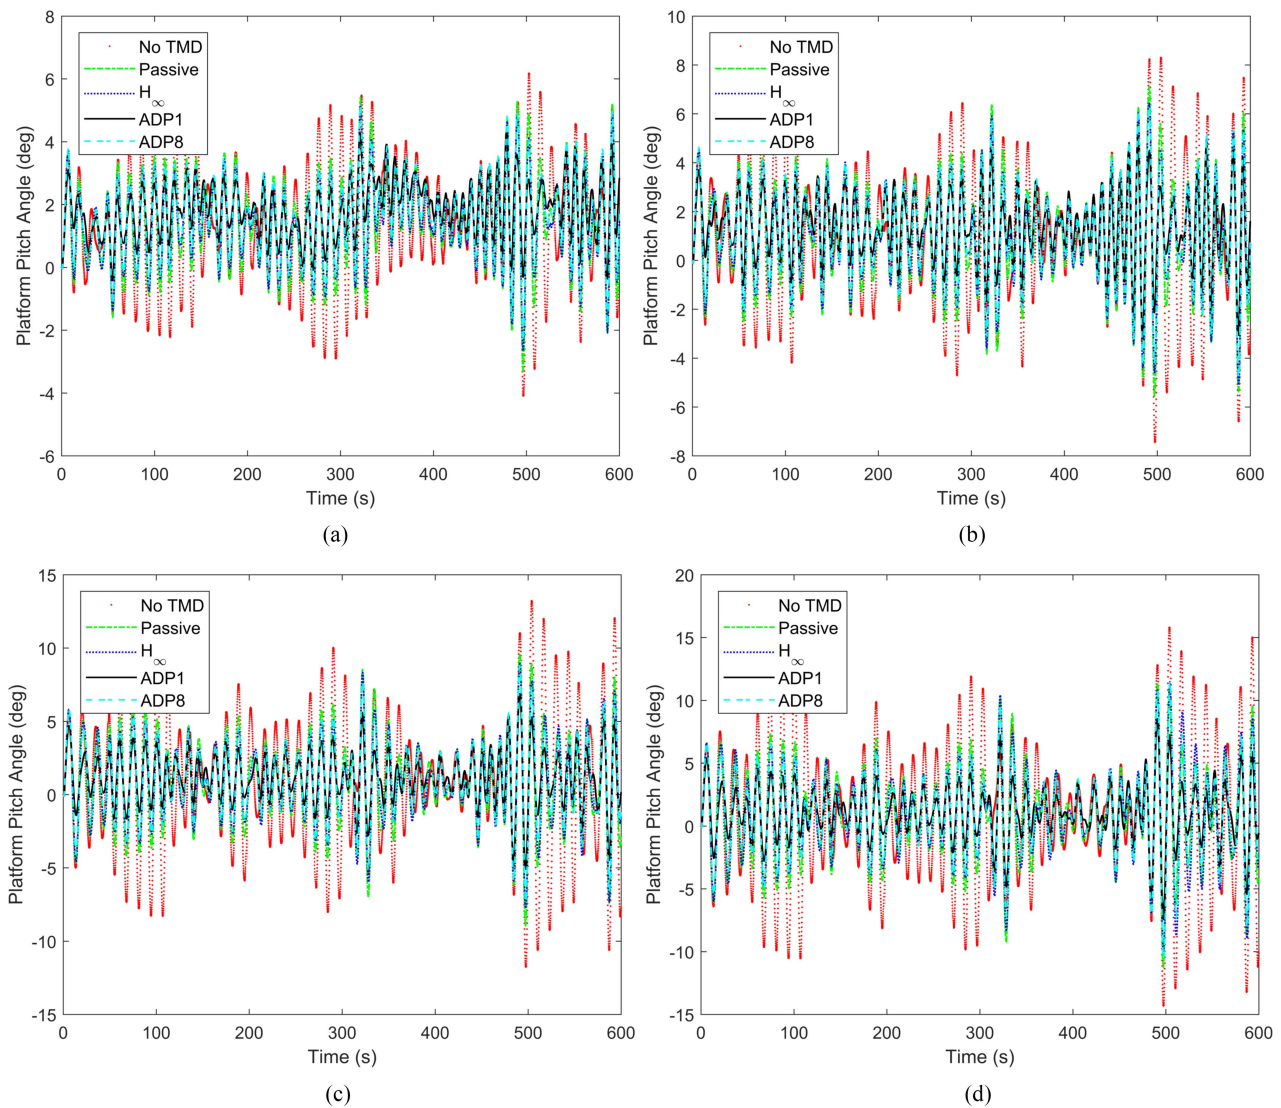 8
6
4
2
0
-2
-4
-6
Platform Pitch Angle (deg)
No TMD
Passive
H∞
ADP1
ADP8
0 100 200 300 400 500 600
Time (s)
(a)
10
8
6
4
2
0
-2
-4
-6
-8
Platform Pitch Angle (deg)
No TMD
Passive
H∞
ADP1
ADP8
0 100 200 300 400 500 600
Time (s)
(b)
15
10
5
0
-5
-10
-15
Platform Pitch Angle (deg)
No TMD
Passive
H∞
ADP1
ADP8
0 100 200 300 400 500 600
Time (s)
(c)
20
15
10
5
0
-5
-10
-15
Platform Pitch Angle (deg)
No TMD
Passive
H∞
ADP1
ADP8
0 100 200 300 400 500 600
Time (s)
(d)